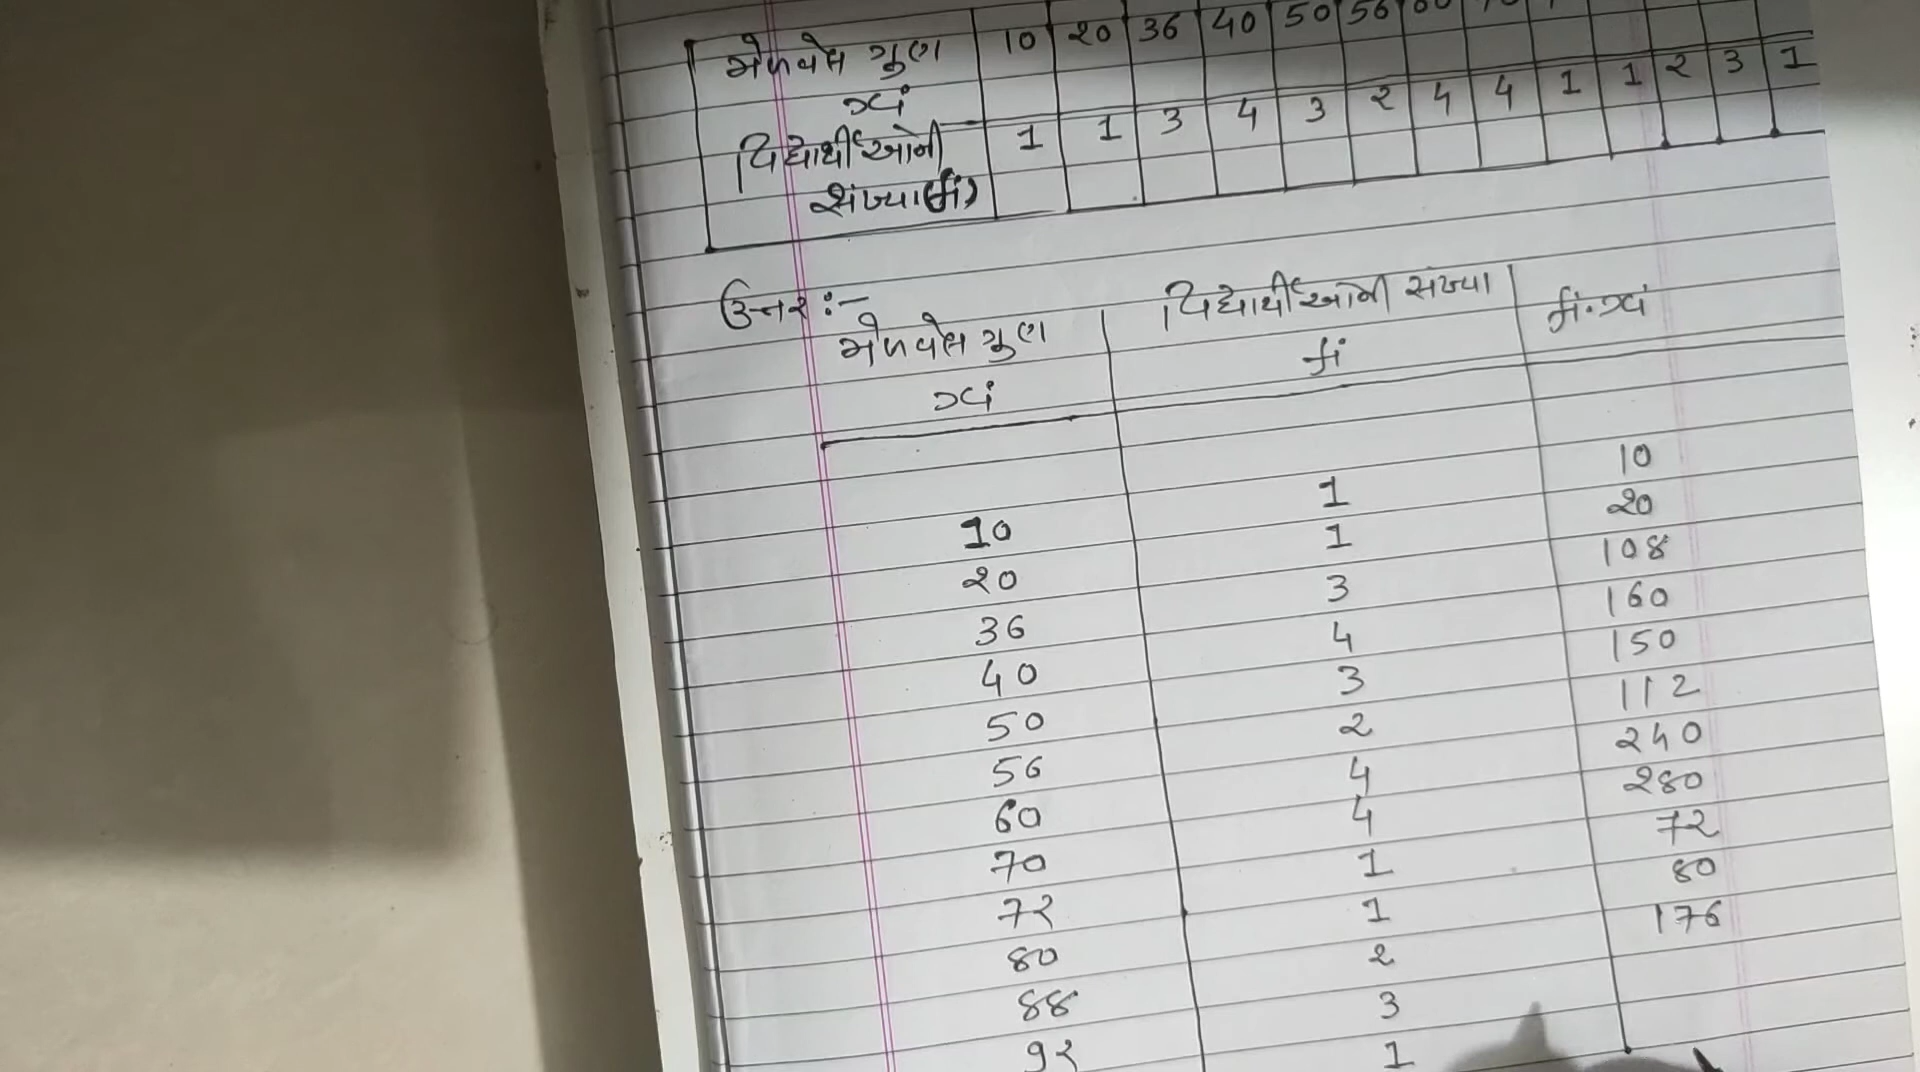 મેળવેલ ગુણ 10 20 36 40 50 56
xi
વિદ્યાર્થીઓની 1 1 3 4 3 2 4 4 1 1 2 3 1
સંખ્યા(fi)
ઉત્તર :-
મેળવેલ ગુણ વિદ્યાર્થીઓની સંખ્યા fi·xi
xi fi
10 1 10
20 1 20
36 3 108
40 4 160
50 3 150
56 2 112
60 4 240
70 4 280
72 1 72
80 1 80
88 2 176
92 3
1